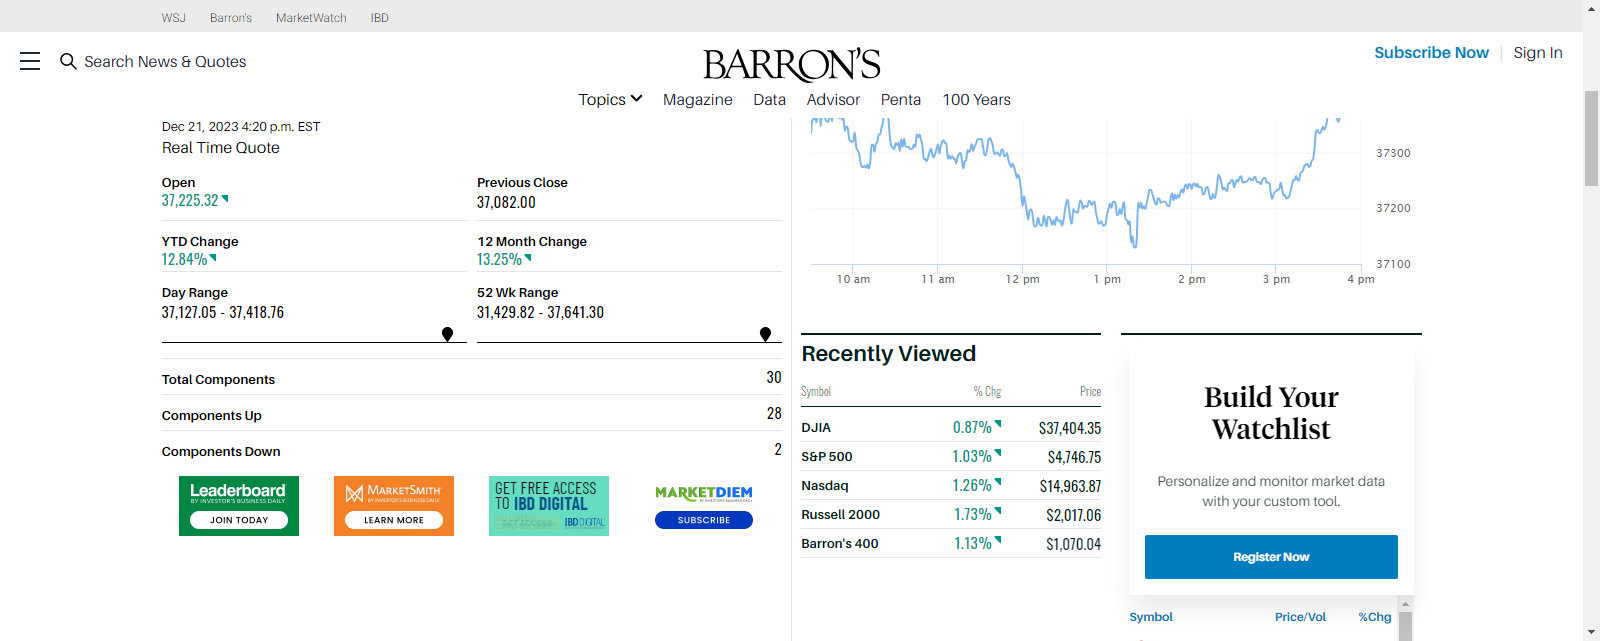 WSJ Barron's MarketWatch IBD
Search News & Quotes
BARRON'S
Subscribe Now Sign In
Topics Magazine Data Advisor Penta 100 Years
Dec 21, 2023 4:20 p.m. EST
Real Time Quote
Open
37,225.32
Previous Close
37,082.00
YTD Change
12.84%
12 Month Change
13.25%
Day Range
37,127.05 - 37,418.76
52 Wk Range
31,429.82 - 37,641.30
Total Components 30
Components Up 28
Components Down 2
Leaderboard
BY INVESTOR'S BUSINESS DAILY
JOIN TODAY
MARKETSMITH
BY INVESTOR'S BUSINESS DAILY
LEARN MORE
GET FREE ACCESS
TO IBD DIGITAL
GET ACCESS IBD DIGITAL
MARKETDIEM
BY INVESTOR'S BUSINESS DAILY
SUBSCRIBE
37300
37200
37100
10 am 11 am 12 pm 1 pm 2 pm 3 pm 4 pm
Recently Viewed
Symbol % Chg Price
DJIA 0.87% $37,404.35
S&P 500 1.03% $4,746.75
Nasdaq 1.26% $14,963.87
Russell 2000 1.73% $2,017.06
Barron's 400 1.13% $1,070.04
Build Your
Watchlist
Personalize and monitor market data
with your custom tool.
Register Now
Symbol Price/Vol %Chg